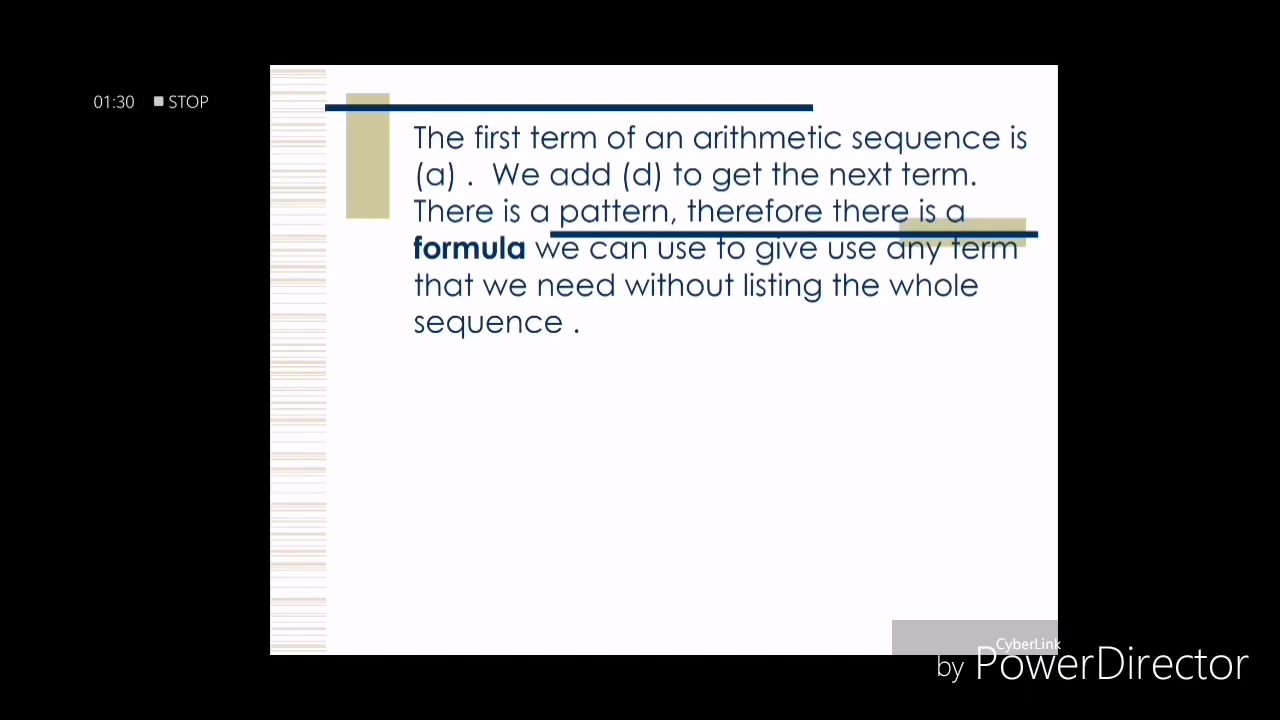 01:30 STOP
The first term of an arithmetic sequence is
(a) . We add (d) to get the next term.
There is a pattern, therefore there is a
formula we can use to give use any term
that we need without listing the whole
sequence .
CyberLink
by PowerDirector